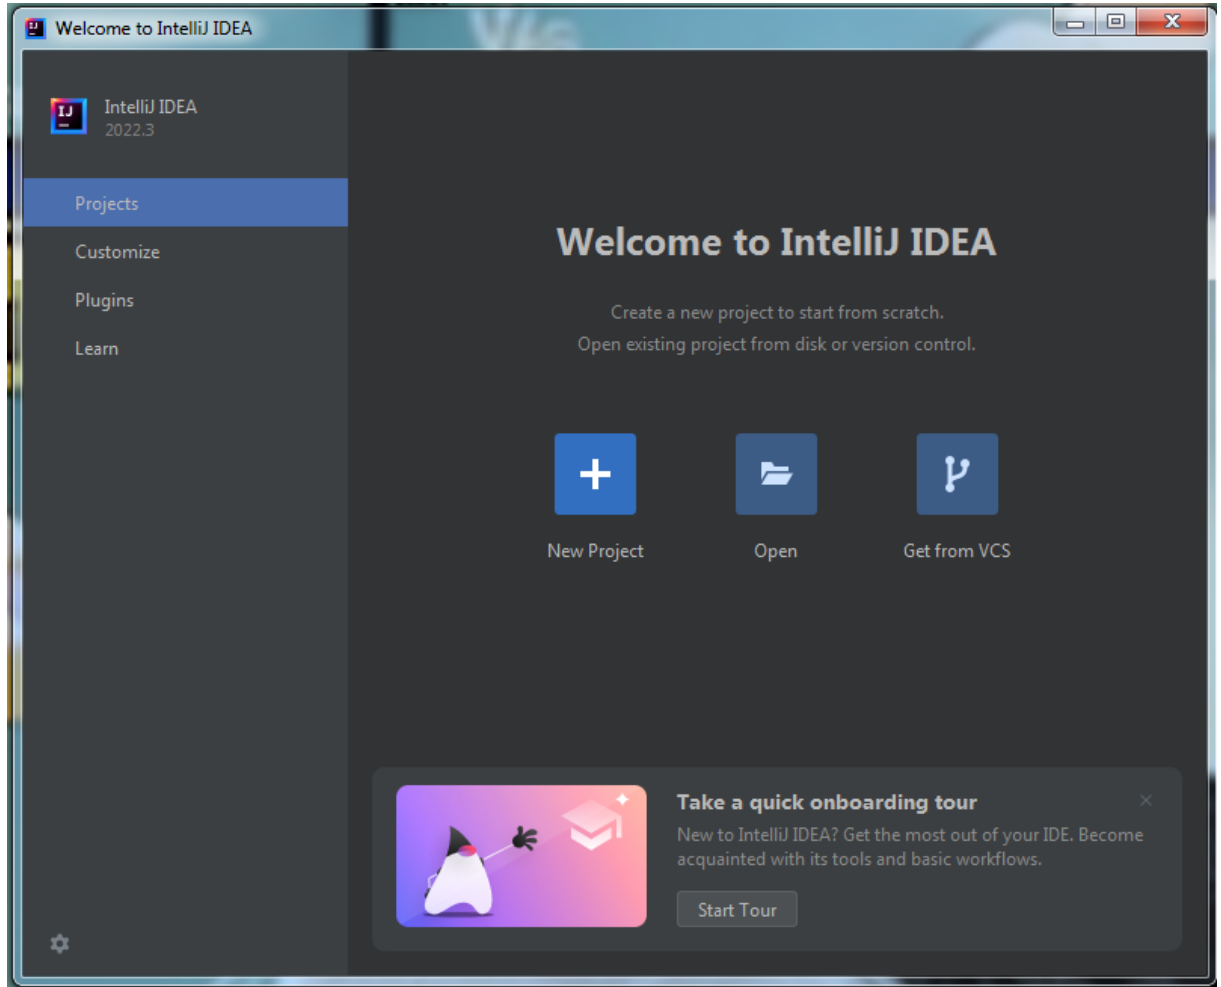 Welcome to IntelliJ IDEA
IJ
IntelliJ IDEA
2022.3
Projects
Customize
Plugins
Learn
Welcome to IntelliJ IDEA
Create a new project to start from scratch.
Open existing project from disk or version control.
New Project
Open
Get from VCS
Take a quick onboarding tour
New to IntelliJ IDEA? Get the most out of your IDE. Become
acquainted with its tools and basic workflows.
Start Tour